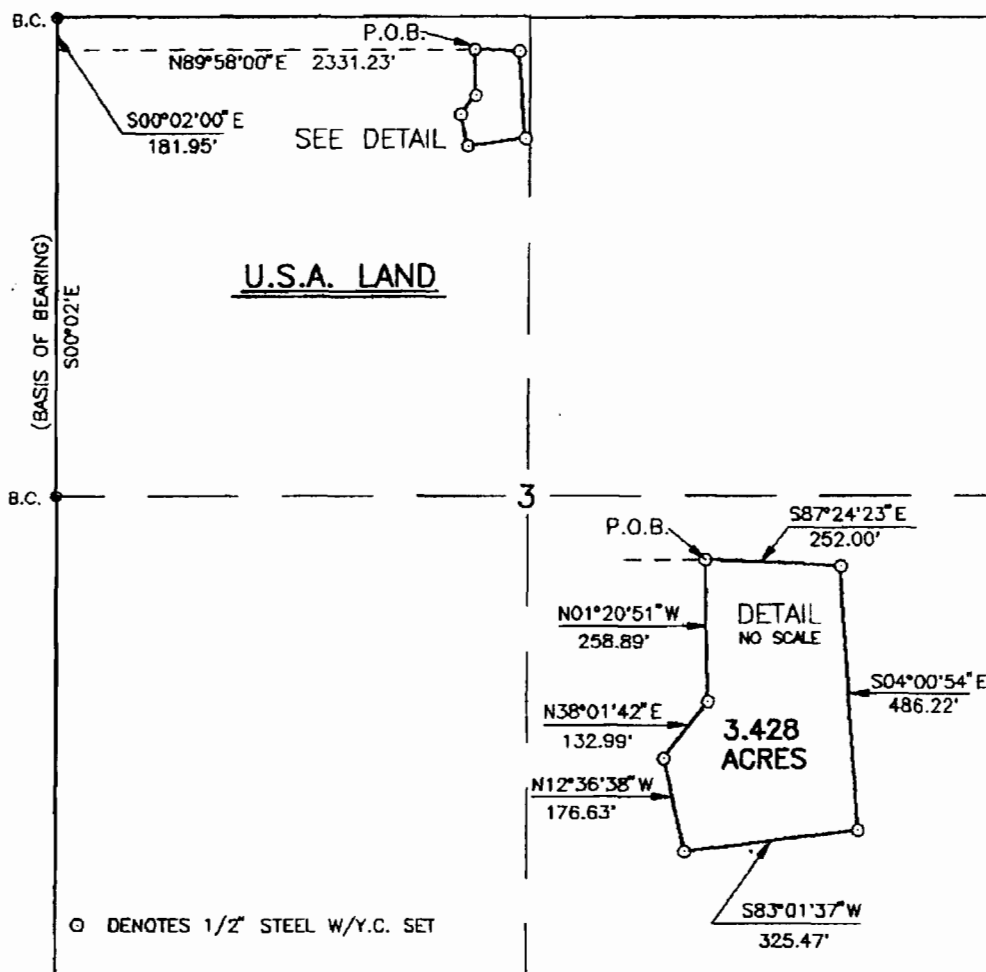 B.C.
P.O.B.
N89°58'00"E 2331.23'
S00°02'00"E
181.95'
SEE DETAIL
U.S.A. LAND
(BASIS OF BEARING)
S00°02'E
B.C.
3
P.O.B.
S87°24'23"E
252.00'
N01°20'51"W
258.89'
DETAIL
NO SCALE
S04°00'54"E
486.22'
N38°01'42"E
132.99'
3.428
ACRES
N12°36'38"W
176.63'
S83°01'37"W
325.47'
DENOTES 1/2" STEEL W/Y.C. SET